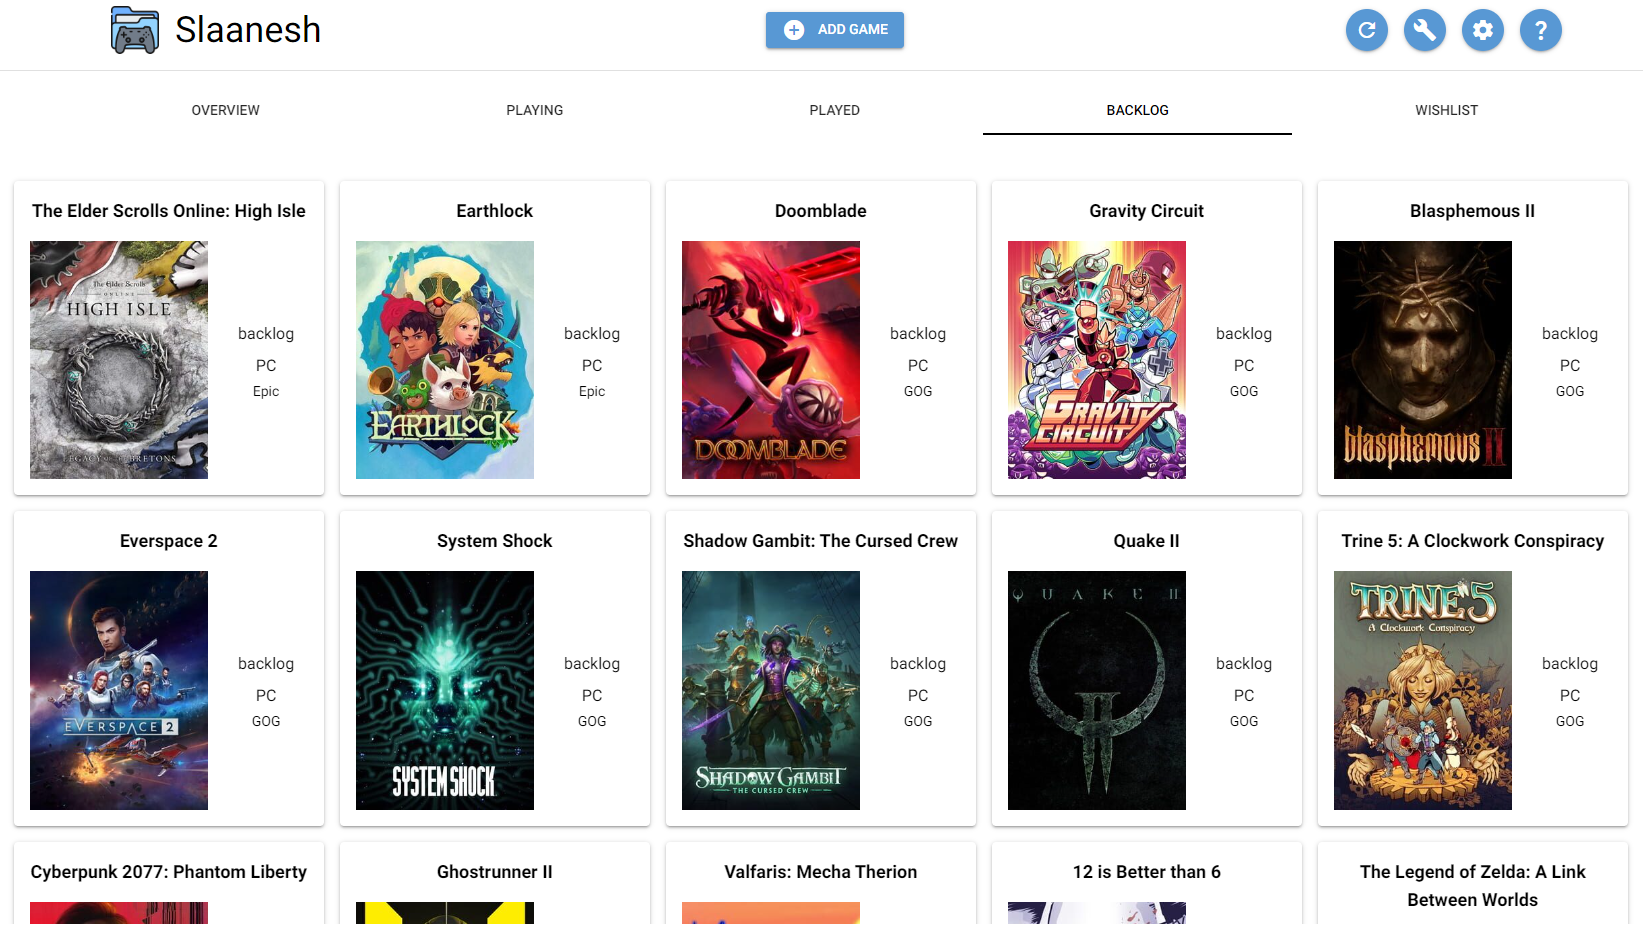 Slaanesh
ADD GAME
?
OVERVIEW
PLAYING
PLAYED
BACKLOG
WISHLIST
The Elder Scrolls Online: High Isle
The Elder Scrolls
ONLINE
HIGH ISLE
backlog
PC
Epic
Earthlock
EARTHLOCK
backlog
PC
Epic
Doomblade
DOOMBLADE
backlog
PC
GOG
Gravity Circuit
GRAVITY
CIRCUIT
backlog
PC
GOG
Blasphemous II
blasphemous II
backlog
PC
GOG
Everspace 2
EVERSPACE 2
backlog
PC
GOG
System Shock
SYSTEM SHOCK
backlog
PC
GOG
Shadow Gambit: The Cursed Crew
SHADOW GAMBIT
THE CURSED CREW
backlog
PC
GOG
Quake II
QUAKE II
backlog
PC
GOG
Trine 5: A Clockwork Conspiracy
TRINE 5
A Clockwork Conspiracy
backlog
PC
GOG
Cyberpunk 2077: Phantom Liberty
Ghostrunner II
Valfaris: Mecha Therion
12 is Better than 6
The Legend of Zelda: A Link
Between Worlds